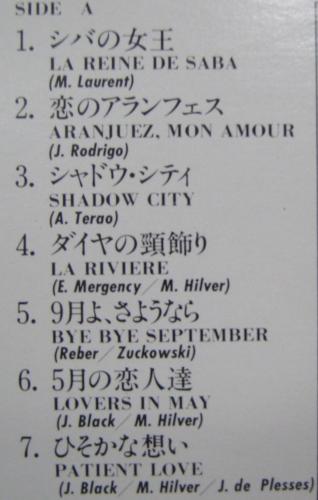 SIDE A
1. シバの女王
LA REINE DE SABA
(M. Laurent)
2. 恋のアランフェス
ARANJUEZ, MON AMOUR
(J. Rodrigo)
3. シャドウ・シティ
SHADOW CITY
(A. Terao)
4. ダイヤの頸飾り
LA RIVIERE
(E. Mergency/M. Hilver)
5. 9月よ、さようなら
BYE BYE SEPTEMBER
(Reber/Zuckowski)
6. 5月の恋人達
LOVERS IN MAY
(J. Black/M. Hilver)
7. ひそかな想い
PATIENT LOVE
(J. Black/M. Hilver/J. de Plesses)